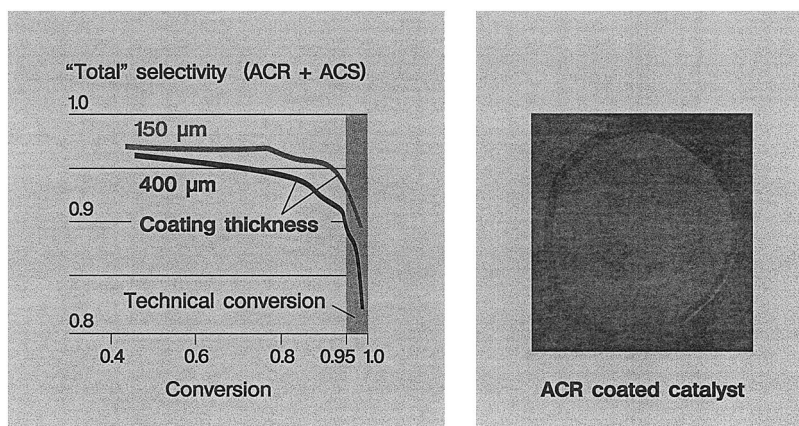 "Total" selectivity (ACR + ACS)
1.0
150 μm
400 μm
0.9
Coating thickness
Technical conversion
0.8
0.4 0.6 0.8 0.95 1.0
Conversion
ACR coated catalyst